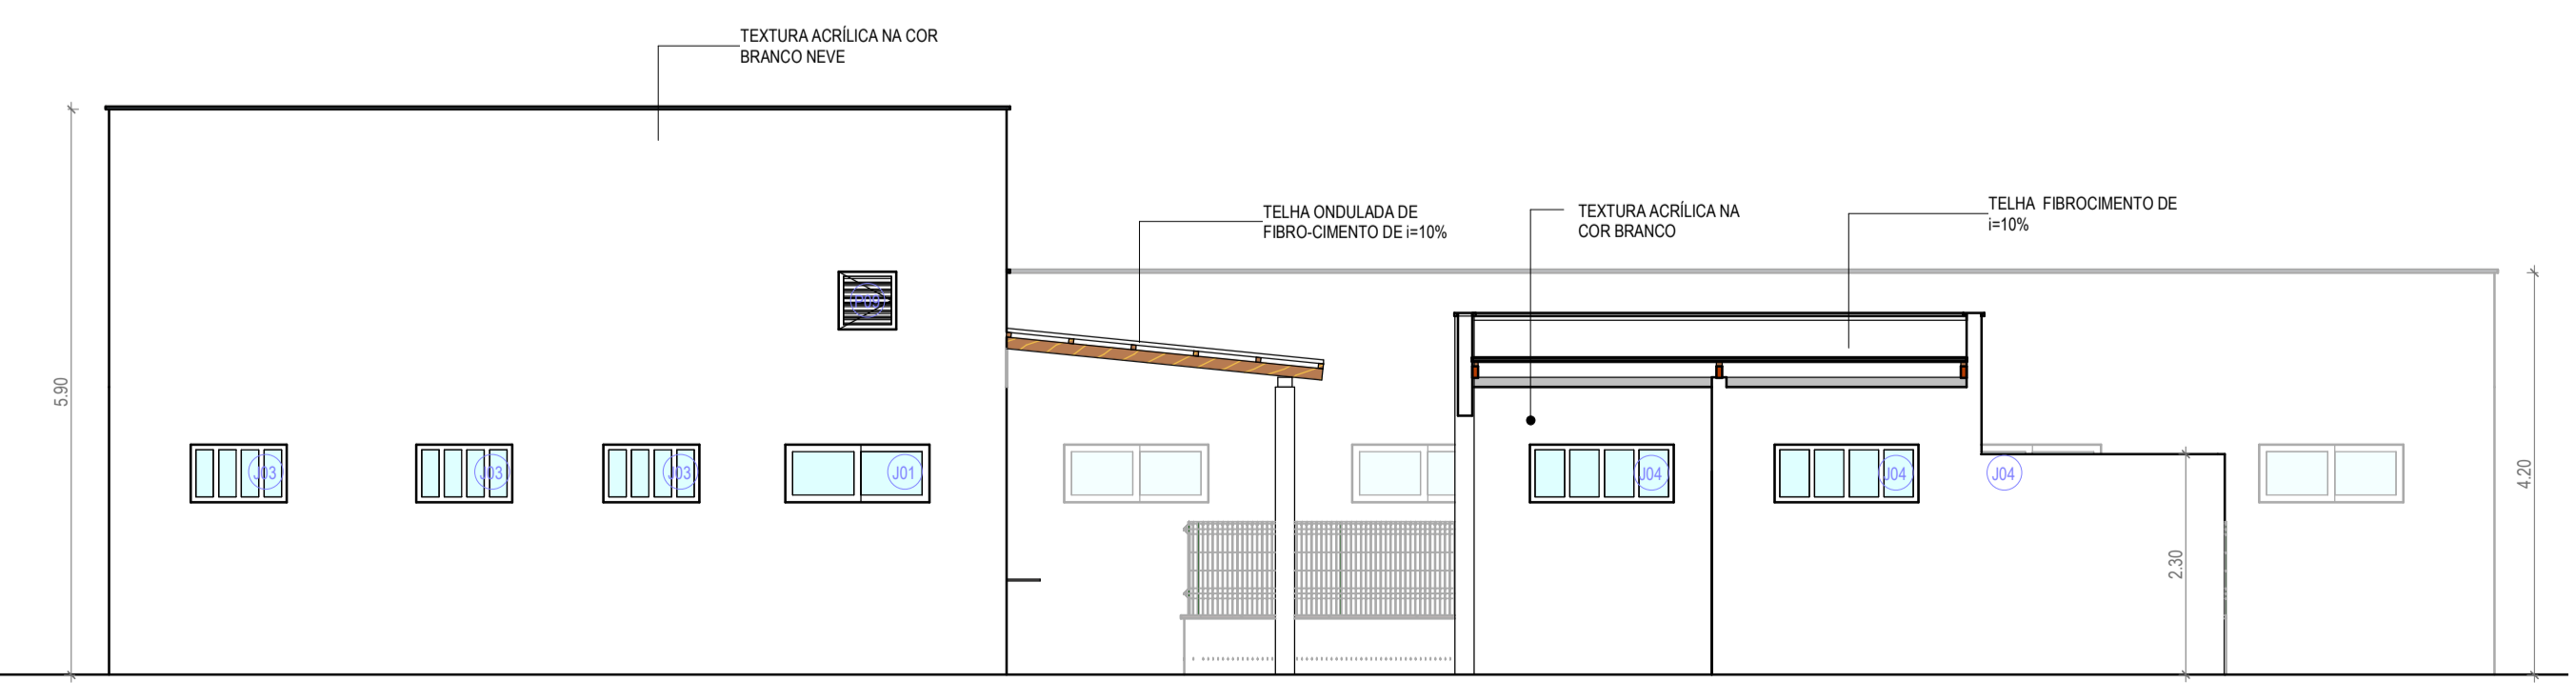 TEXTURA ACRÍLICA NA COR
BRANCO NEVE
TELHA ONDULADA DE
FIBRO-CIMENTO DE i=10%
TEXTURA ACRÍLICA NA
COR BRANCO
TELHA FIBROCIMENTO DE
i=10%
5.90
J03
J03
J03
J01
J04
J04
J04
2.30
4.20